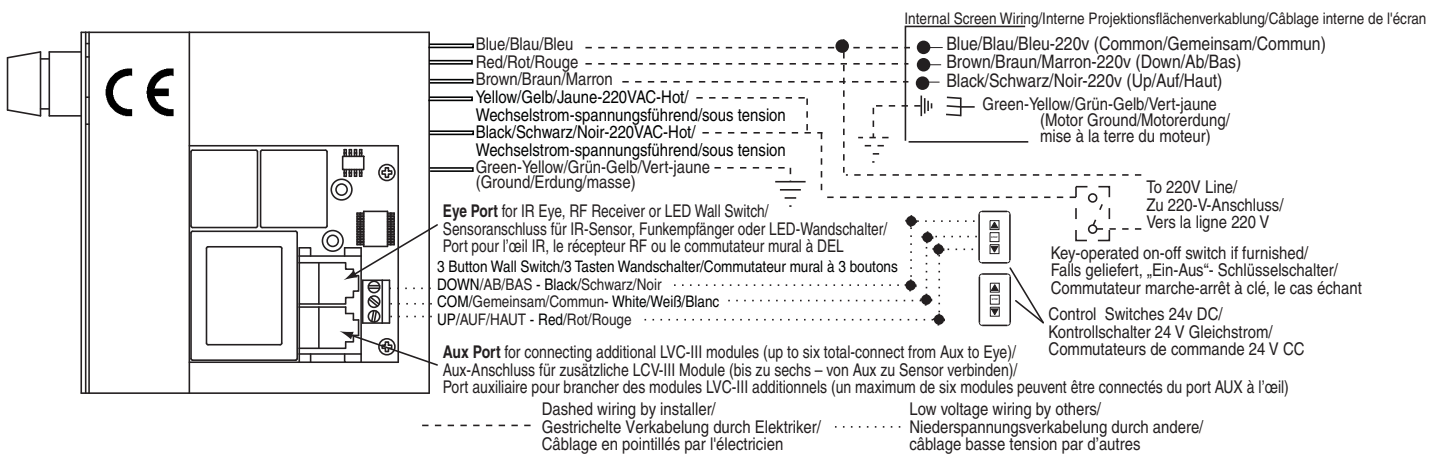 CE
Blue/Blau/Bleu
Red/Rot/Rouge
Brown/Braun/Marron
Yellow/Gelb/Jaune-220VAC-Hot/
Wechselstrom-spannungsführend/sous tension
Black/Schwarz/Noir-220VAC-Hot/
Wechselstrom-spannungsführend/sous tension
Green-Yellow/Grün-Gelb/Vert-jaune
(Ground/Erdung/masse)
Internal Screen Wiring/Interne Projektionsflächenverkablung/Câblage interne de l'écran
Blue/Blau/Bleu-220v (Common/Gemeinsam/Commun)
Brown/Braun/Marron-220v (Down/Ab/Bas)
Black/Schwarz/Noir-220v (Up/Auf/Haut)
Green-Yellow/Grün-Gelb/Vert-jaune
(Motor Ground/Motorerdung/
mise à la terre du moteur)
To 220V Line/
Zu 220-V-Anschluss/
Vers la ligne 220 V
Key-operated on-off switch if furnished/
Falls geliefert, „Ein-Aus“- Schlüsselschalter/
Commutateur marche-arrêt à clé, le cas échant
Eye Port for IR Eye, RF Receiver or LED Wall Switch/
Sensoranschluss für IR-Sensor, Funkempfänger oder LED-Wandschalter/
Port pour l'œil IR, le récepteur RF ou le commutateur mural à DEL
3 Button Wall Switch/3 Tasten Wandschalter/Commutateur mural à 3 boutons
DOWN/AB/BAS - Black/Schwarz/Noir
COM/Gemeinsam/Commun- White/Weiß/Blanc
UP/AUF/HAUT - Red/Rot/Rouge
Control Switches 24v DC/
Kontrollschalter 24 V Gleichstrom/
Commutateurs de commande 24 V CC
Aux Port for connecting additional LVC-III modules (up to six total-connect from Aux to Eye)/
Aux-Anschluss für zusätzliche LCV-III Module (bis zu sechs – von Aux zu Sensor verbinden)/
Port auxiliaire pour brancher des modules LVC-III additionnels (un maximum de six modules peuvent être connectés du port AUX à l'œil)
Dashed wiring by installer/
Gestrichelte Verkabelung durch Elektriker/
Câblage en pointillés par l'électricien
Low voltage wiring by others/
Niederspannungsverkabelung durch andere/
câblage basse tension par d'autres